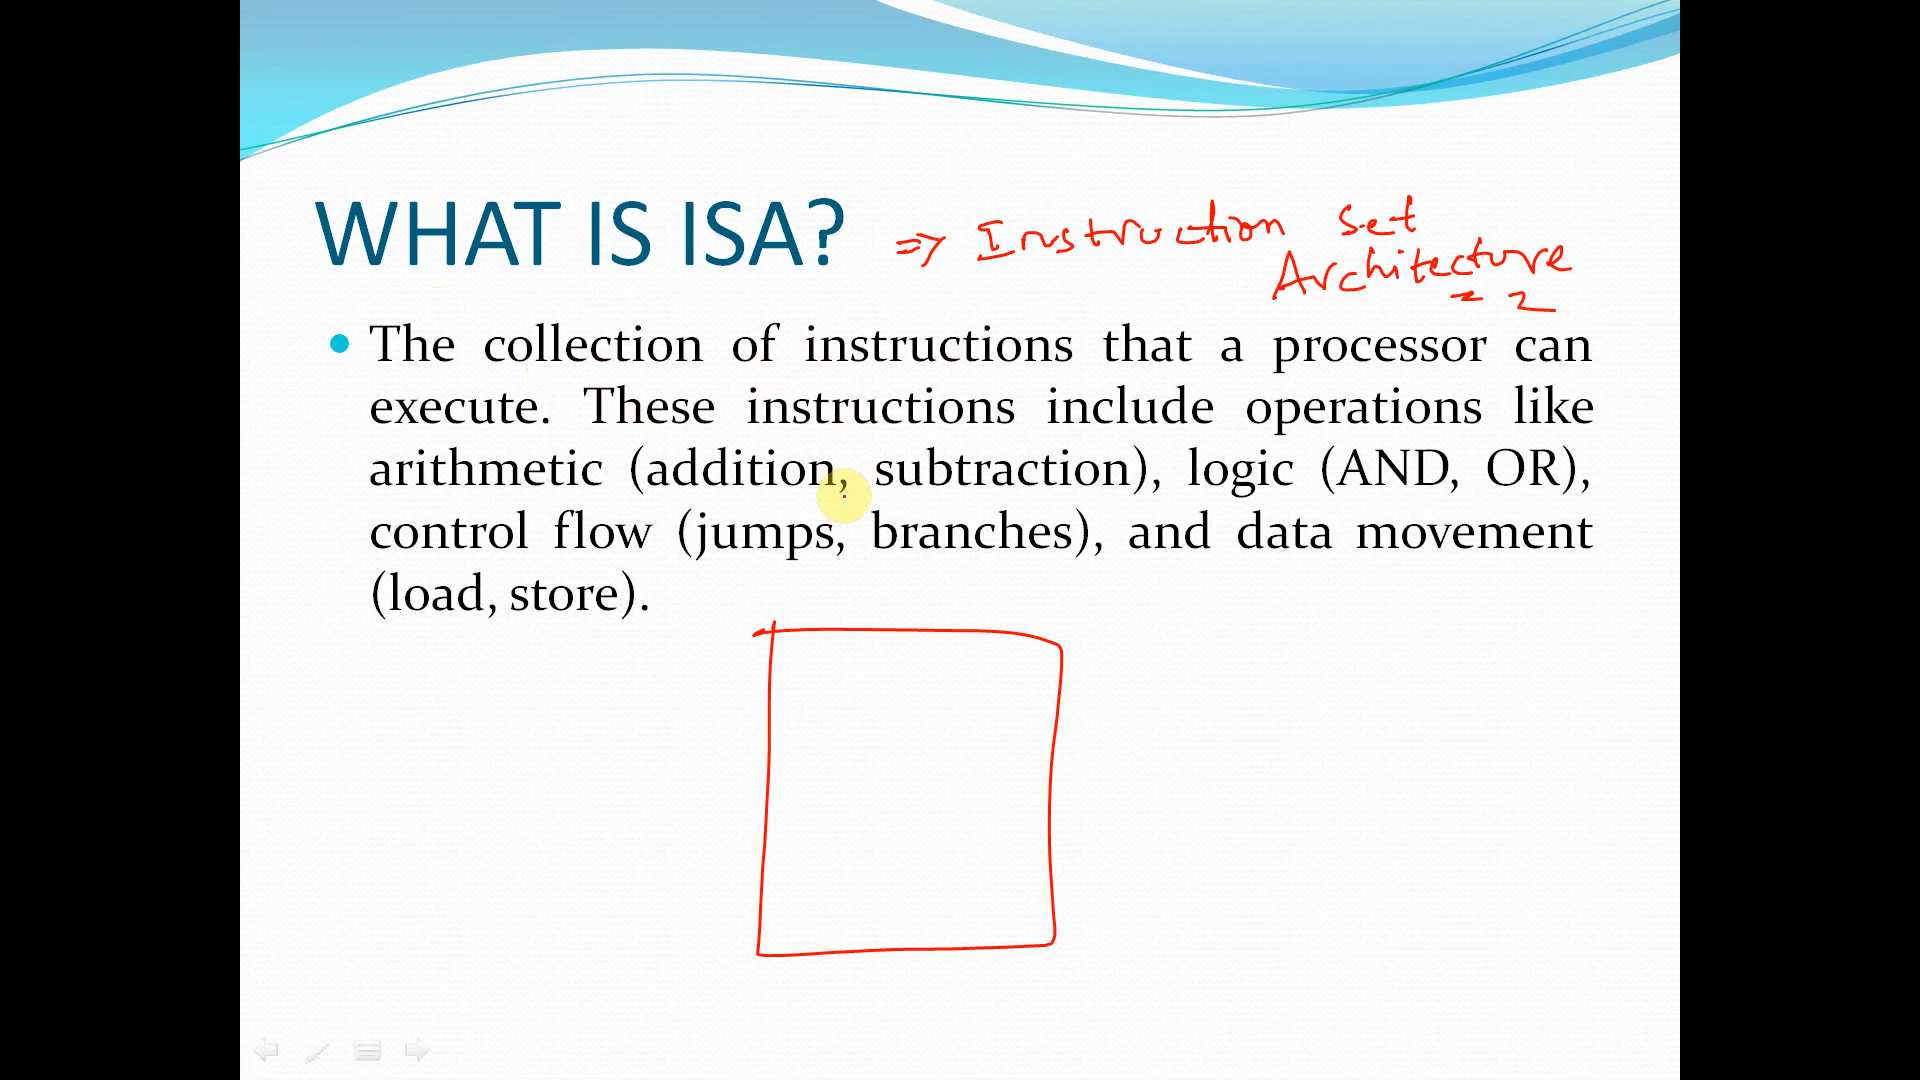 WHAT IS ISA? => Instruction Set
Architecture
The collection of instructions that a processor can
execute. These instructions include operations like
arithmetic (addition, subtraction), logic (AND, OR),
control flow (jumps, branches), and data movement
(load, store).